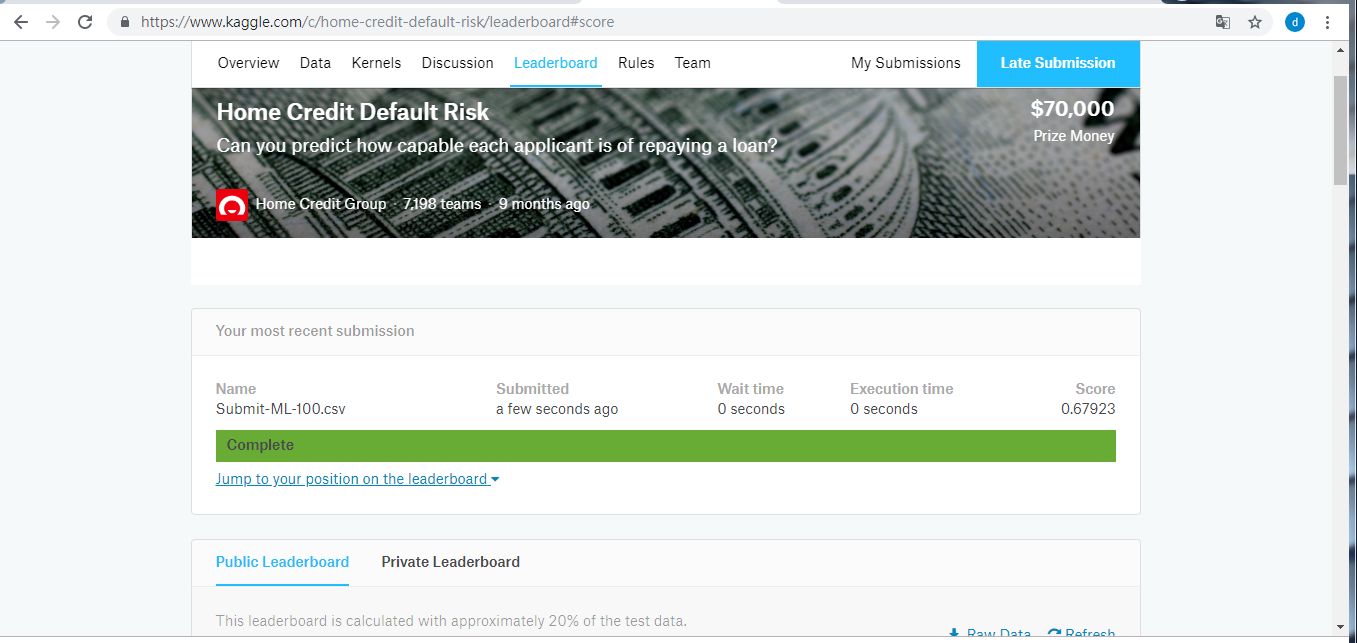 https://www.kaggle.com/c/home-credit-default-risk/leaderboard#score
d
Overview Data Kernels Discussion Leaderboard Rules Team My Submissions Late Submission
Home Credit Default Risk $70,000
Can you predict how capable each applicant is of repaying a loan? Prize Money
Home Credit Group · 7,198 teams · 9 months ago
Your most recent submission
Name Submitted Wait time Execution time Score
Submit-ML-100.csv a few seconds ago 0 seconds 0 seconds 0.67923
Complete
Jump to your position on the leaderboard
Public Leaderboard Private Leaderboard
This leaderboard is calculated with approximately 20% of the test data.
Raw Data Refresh